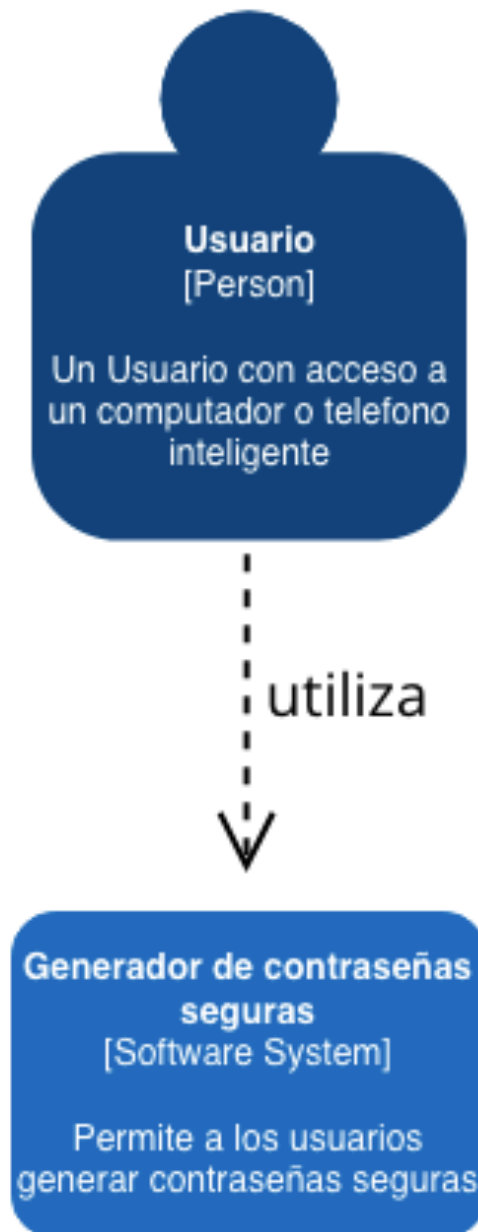 Usuario
[Person]
Un Usuario con acceso a
un computador o telefono
inteligente
utiliza
Generador de contraseñas
seguras
[Software System]
Permite a los usuarios
generar contraseñas seguras